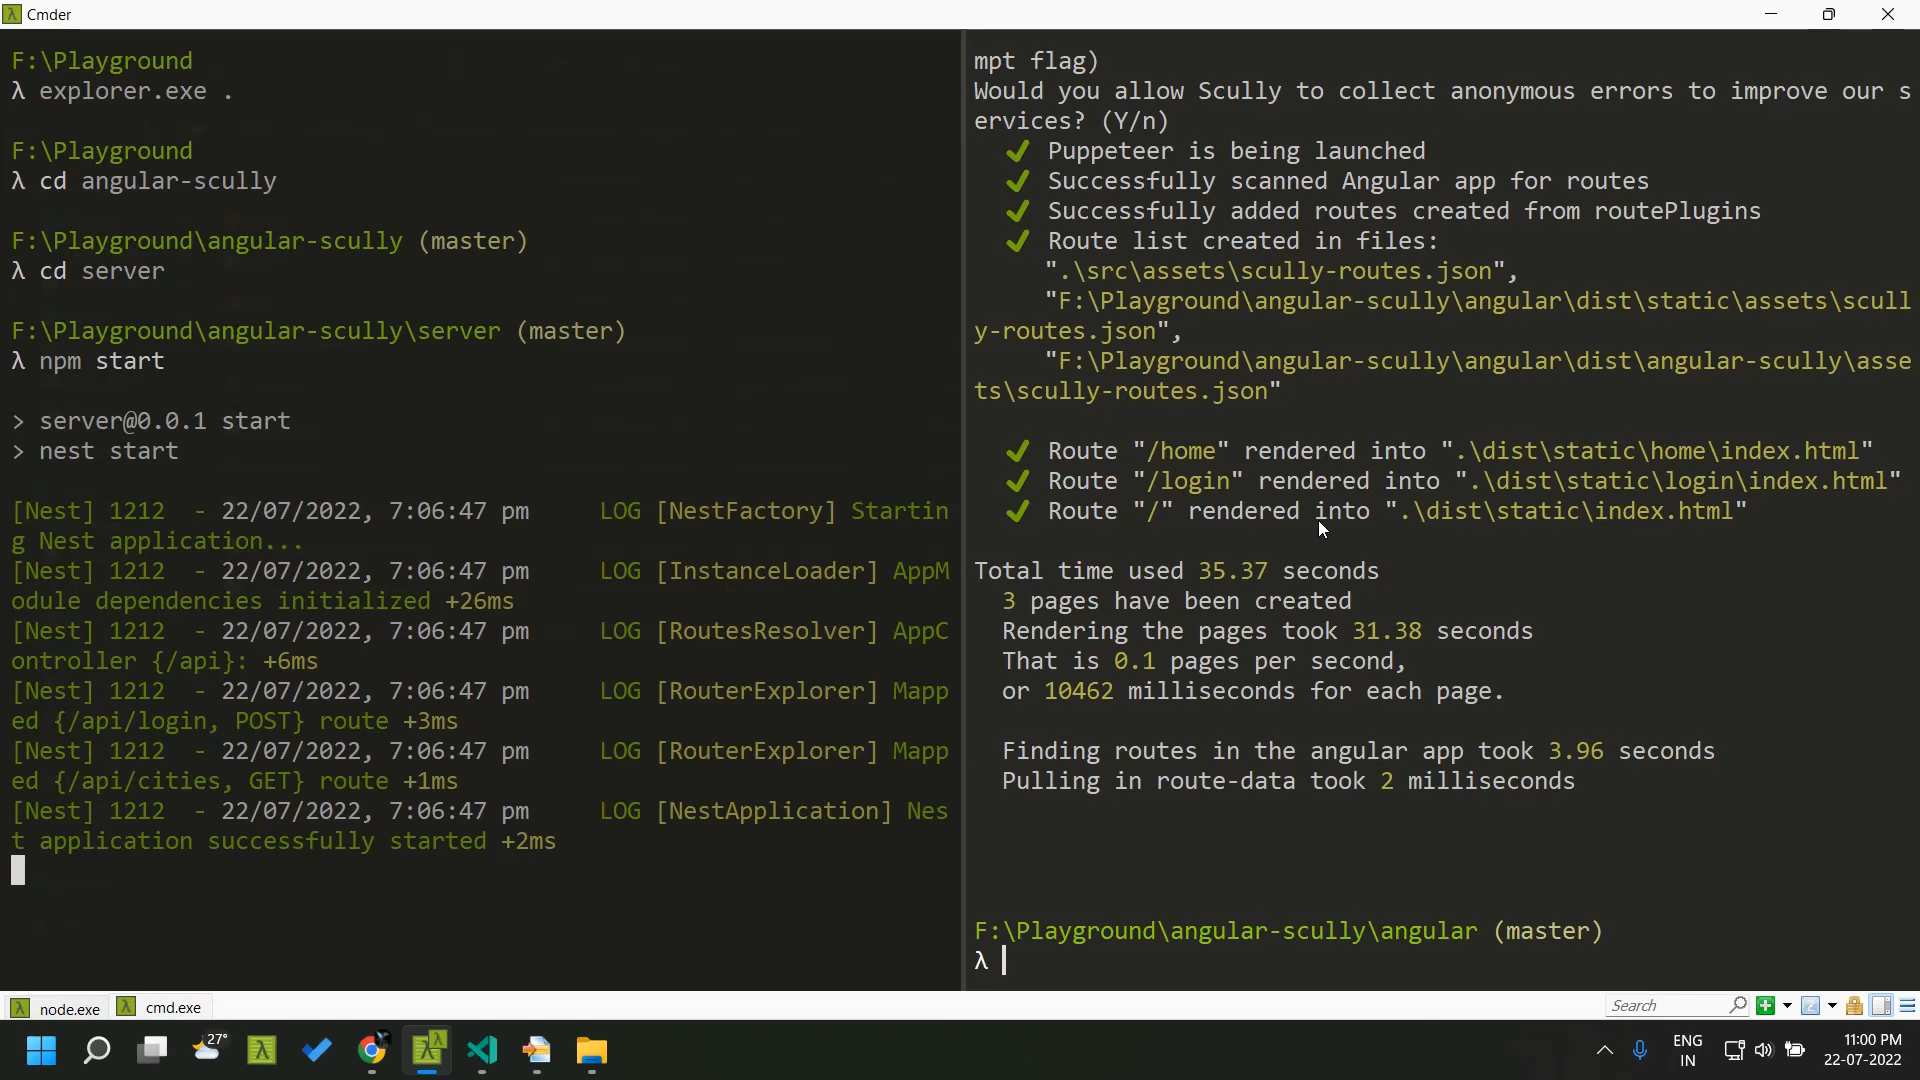 Cmder
F:\Playground
λ explorer.exe .
F:\Playground
λ cd angular-scully
F:\Playground\angular-scully (master)
λ cd server
F:\Playground\angular-scully\server (master)
λ npm start
> server@0.0.1 start
> nest start
[Nest] 1212  - 22/07/2022, 7:06:47 pm     LOG [NestFactory] Startin
g Nest application...
[Nest] 1212  - 22/07/2022, 7:06:47 pm     LOG [InstanceLoader] AppM
odule dependencies initialized +26ms
[Nest] 1212  - 22/07/2022, 7:06:47 pm     LOG [RoutesResolver] AppC
ontroller {/api}: +6ms
[Nest] 1212  - 22/07/2022, 7:06:47 pm     LOG [RouterExplorer] Mapp
ed {/api/login, POST} route +3ms
[Nest] 1212  - 22/07/2022, 7:06:47 pm     LOG [RouterExplorer] Mapp
ed {/api/cities, GET} route +1ms
[Nest] 1212  - 22/07/2022, 7:06:47 pm     LOG [NestApplication] Nes
t application successfully started +2ms
mpt flag)
Would you allow Scully to collect anonymous errors to improve our s
ervices? (Y/n)
✔ Puppeteer is being launched
✔ Successfully scanned Angular app for routes
✔ Successfully added routes created from routePlugins
✔ Route list created in files:
".\src\assets\scully-routes.json",
"F:\Playground\angular-scully\angular\dist\static\assets\scull
y-routes.json",
"F:\Playground\angular-scully\angular\dist\angular-scully\asse
ts\scully-routes.json"
✔ Route "/home" rendered into ".\dist\static\home\index.html"
✔ Route "/login" rendered into ".\dist\static\login\index.html"
✔ Route "/" rendered into ".\dist\static\index.html"
Total time used 35.37 seconds
3 pages have been created
Rendering the pages took 31.38 seconds
That is 0.1 pages per second,
or 10462 milliseconds for each page.
Finding routes in the angular app took 3.96 seconds
Pulling in route-data took 2 milliseconds
F:\Playground\angular-scully\angular (master)
λ
node.exe
cmd.exe
Search
27°
ENG
IN
11:00 PM
22-07-2022